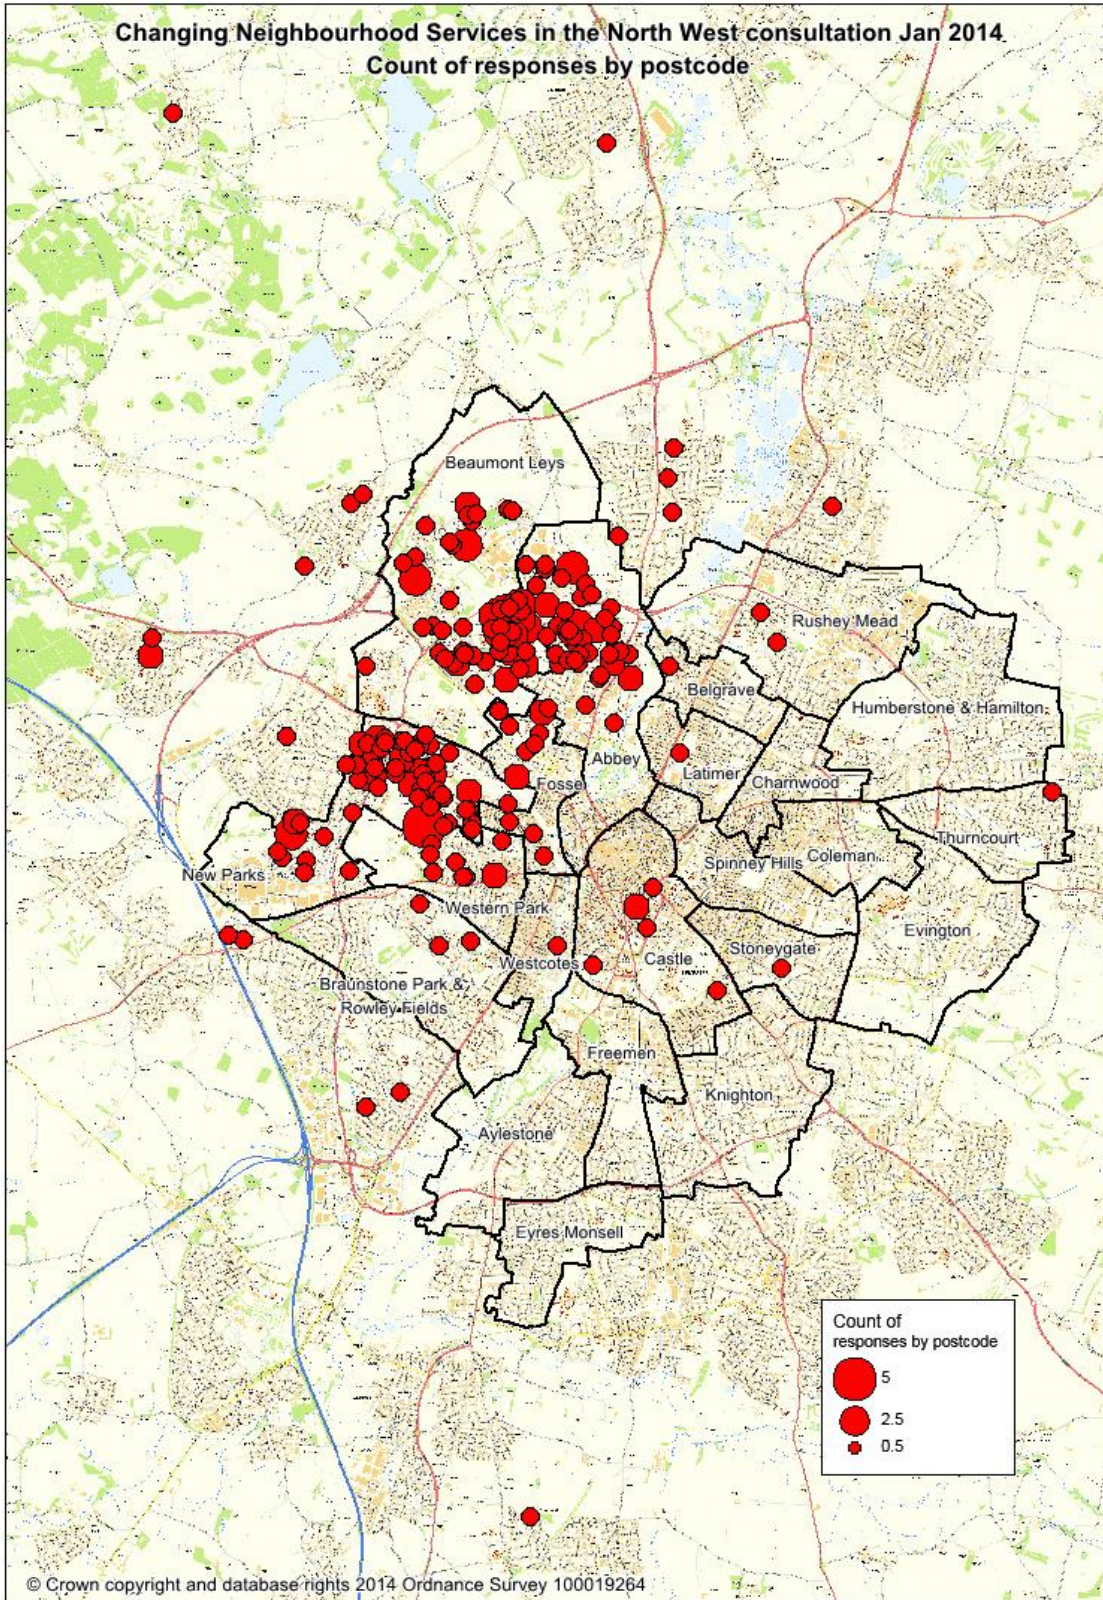 Changing Neighbourhood Services in the North West consultation Jan 2014
Count of responses by postcode
Beaumont Leys
Rushey Mead
Belgrave
Humberstone & Hamilton
Abbey
Latimer
Charnwood
Fosse
Thurncourt
Spinney Hills
Coleman
New Parks
Western Park
Evington
Stoneygate
Westcotes
Castle
Braunstone Park &
Rowley Fields
Freemen
Knighton
Aylestone
Eyres Monsell
Count of
responses by postcode
5
2.5
0.5
© Crown copyright and database rights 2014 Ordnance Survey 100019264